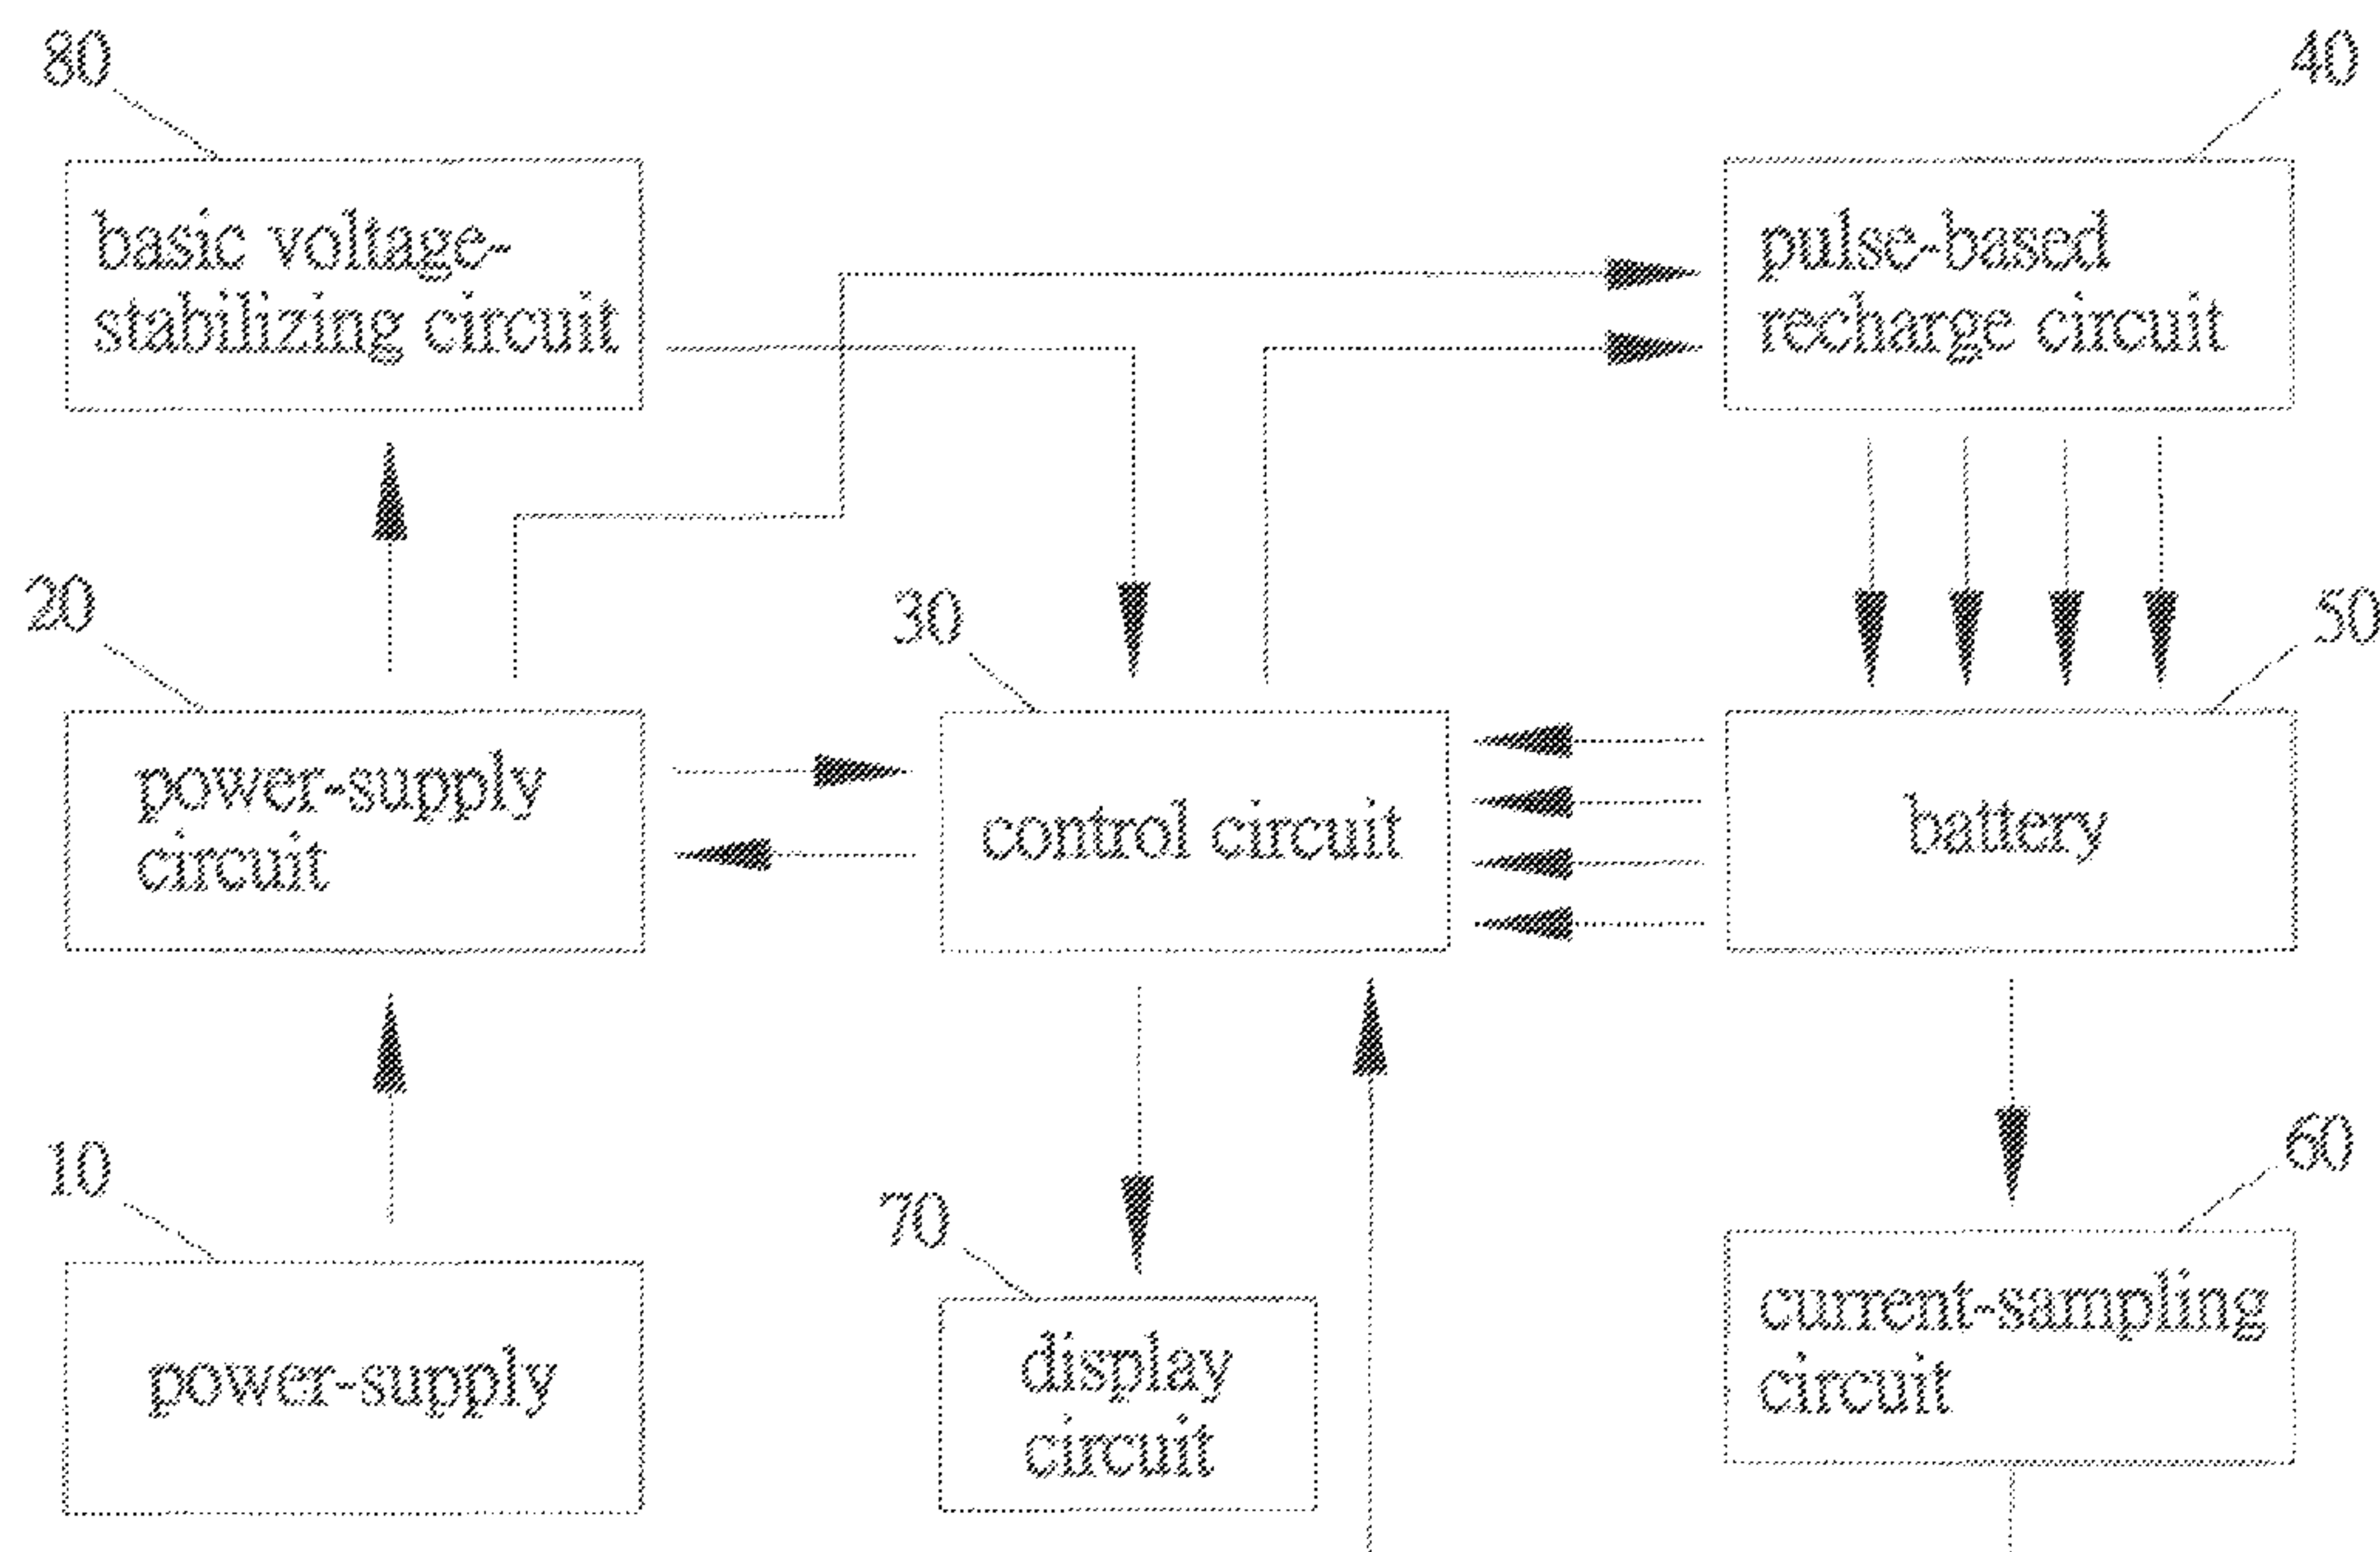 80
40
basic voltage-
stabilizing circuit
pulse-based
recharge circuit
20
30
50
power-supply
circuit
control circuit
battery
10
70
60
power-supply
display
circuit
current-sampling
circuit